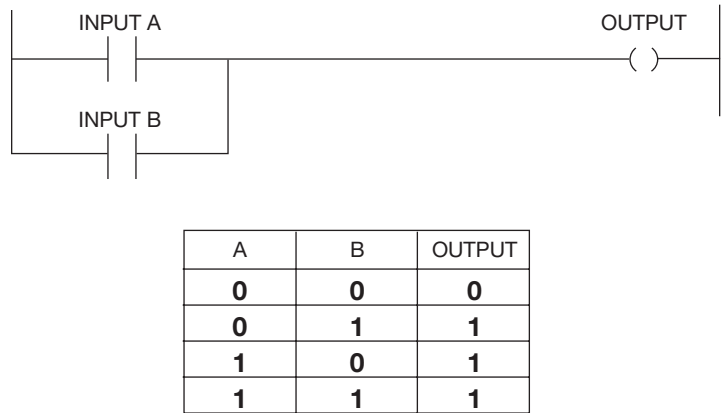 INPUT A OUTPUT
( )
INPUT B
A B OUTPUT
0 0 0
0 1 1
1 0 1
1 1 1